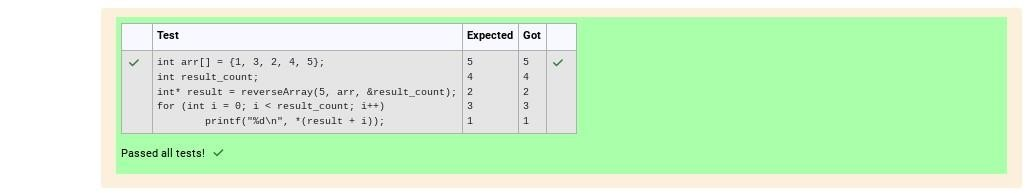 Test Expected Got
int arr[] = {1, 3, 2, 4, 5}; 5 5
int result_count; 4 4
int* result = reverseArray(5, arr, &result_count); 2 2
for (int i = 0; i < result_count; i++) 3 3
printf("%d\n", *(result + i)); 1 1
Passed all tests!